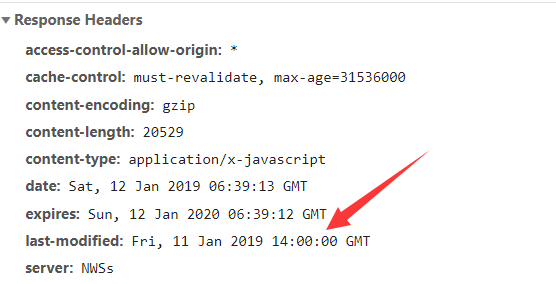 Response Headers
access-control-allow-origin: *
cache-control: must-revalidate, max-age=31536000
content-encoding: gzip
content-length: 20529
content-type: application/x-javascript
date: Sat, 12 Jan 2019 06:39:13 GMT
expires: Sun, 12 Jan 2020 06:39:12 GMT
last-modified: Fri, 11 Jan 2019 14:00:00 GMT
server: NWSs